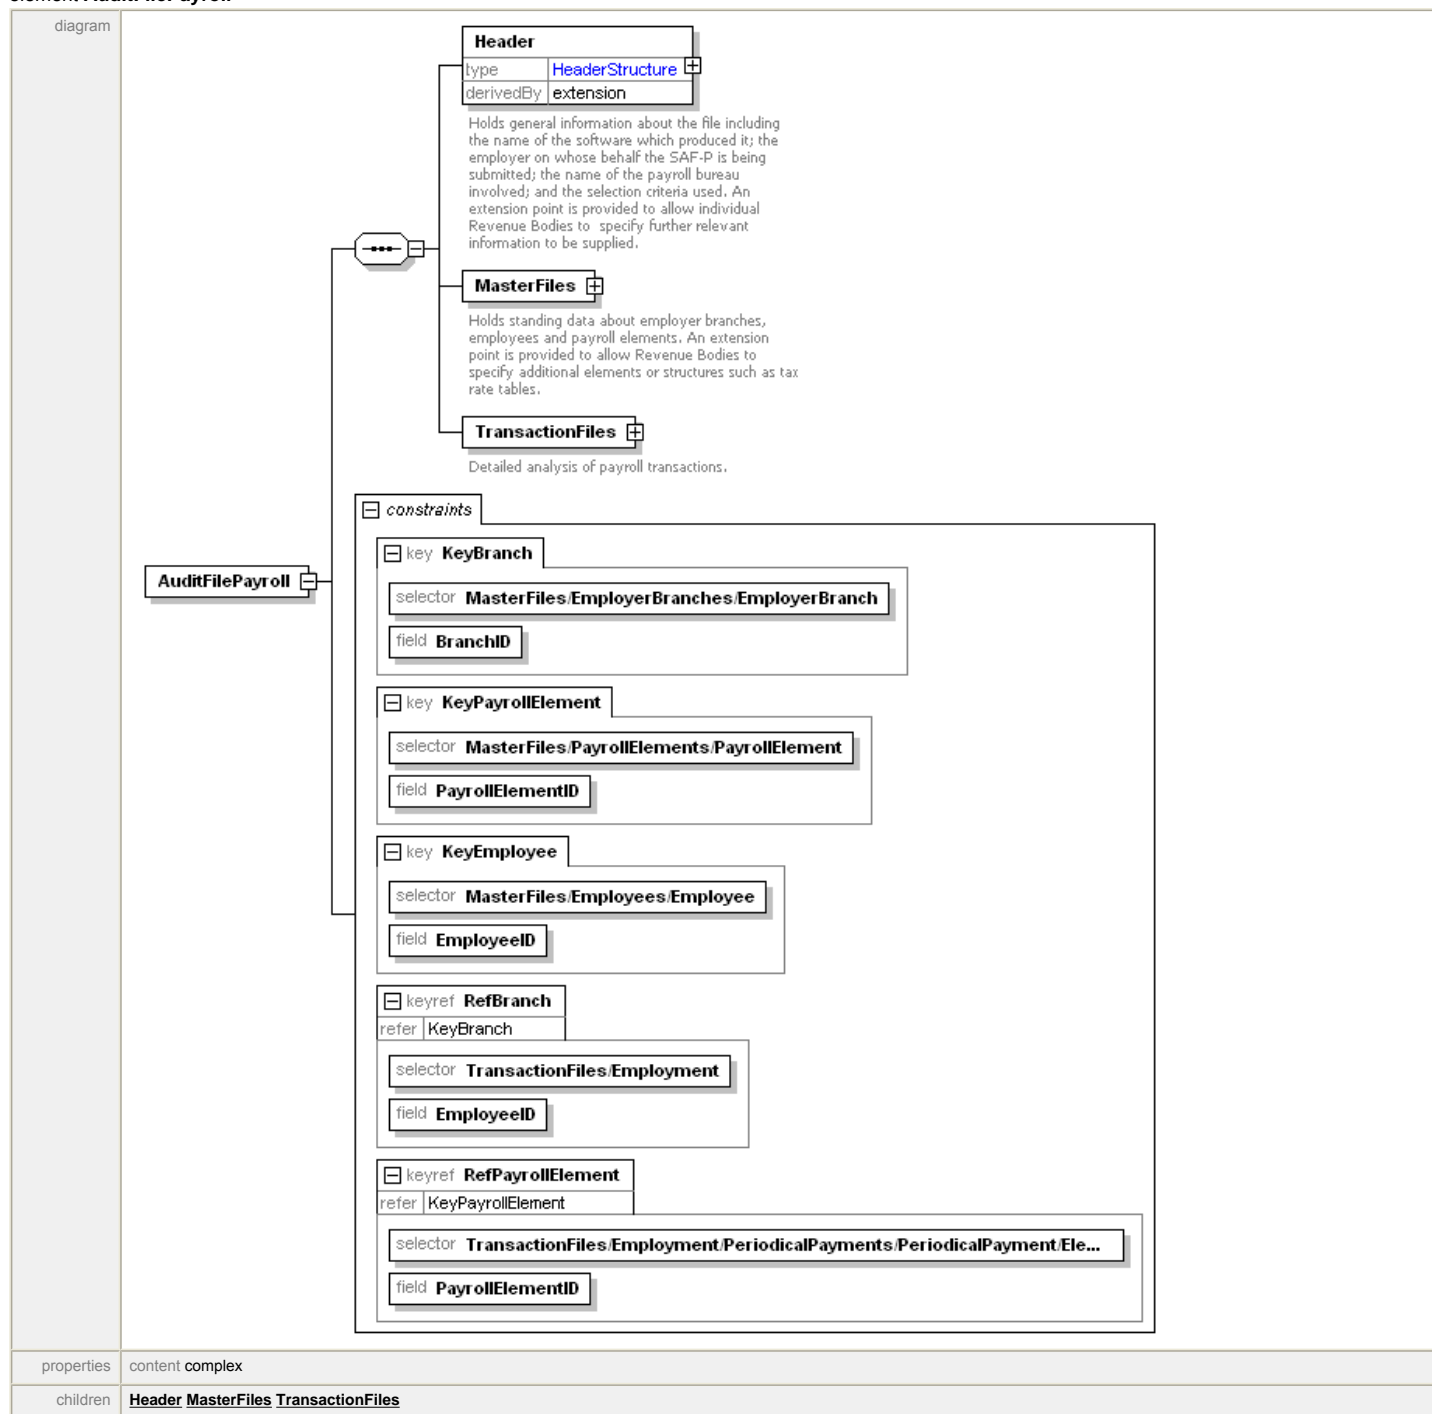 element AuditFilePayroll
diagram
Header
type HeaderStructure
derivedBy extension
Holds general information about the file including
the name of the software which produced it; the
employer on whose behalf the SAF-P is being
submitted; the name of the payroll bureau
involved; and the selection criteria used. An
extension point is provided to allow individual
Revenue Bodies to specify further relevant
information to be supplied.
MasterFiles
Holds standing data about employer branches,
employees and payroll elements. An extension
point is provided to allow Revenue Bodies to
specify additional elements or structures such as tax
rate tables.
TransactionFiles
Detailed analysis of payroll transactions.
constraints
key KeyBranch
AuditFilePayroll
selector MasterFiles/EmployerBranches/EmployerBranch
field BranchID
key KeyPayrollElement
selector MasterFiles/PayrollElements/PayrollElement
field PayrollElementID
key KeyEmployee
selector MasterFiles/Employees/Employee
field EmployeeID
keyref RefBranch
refer KeyBranch
selector TransactionFiles/Employment
field EmployeeID
keyref RefPayrollElement
refer KeyPayrollElement
selector TransactionFiles/Employment/PeriodicalPayments/PeriodicalPayment/Ele...
field PayrollElementID
properties content complex
children Header MasterFiles TransactionFiles